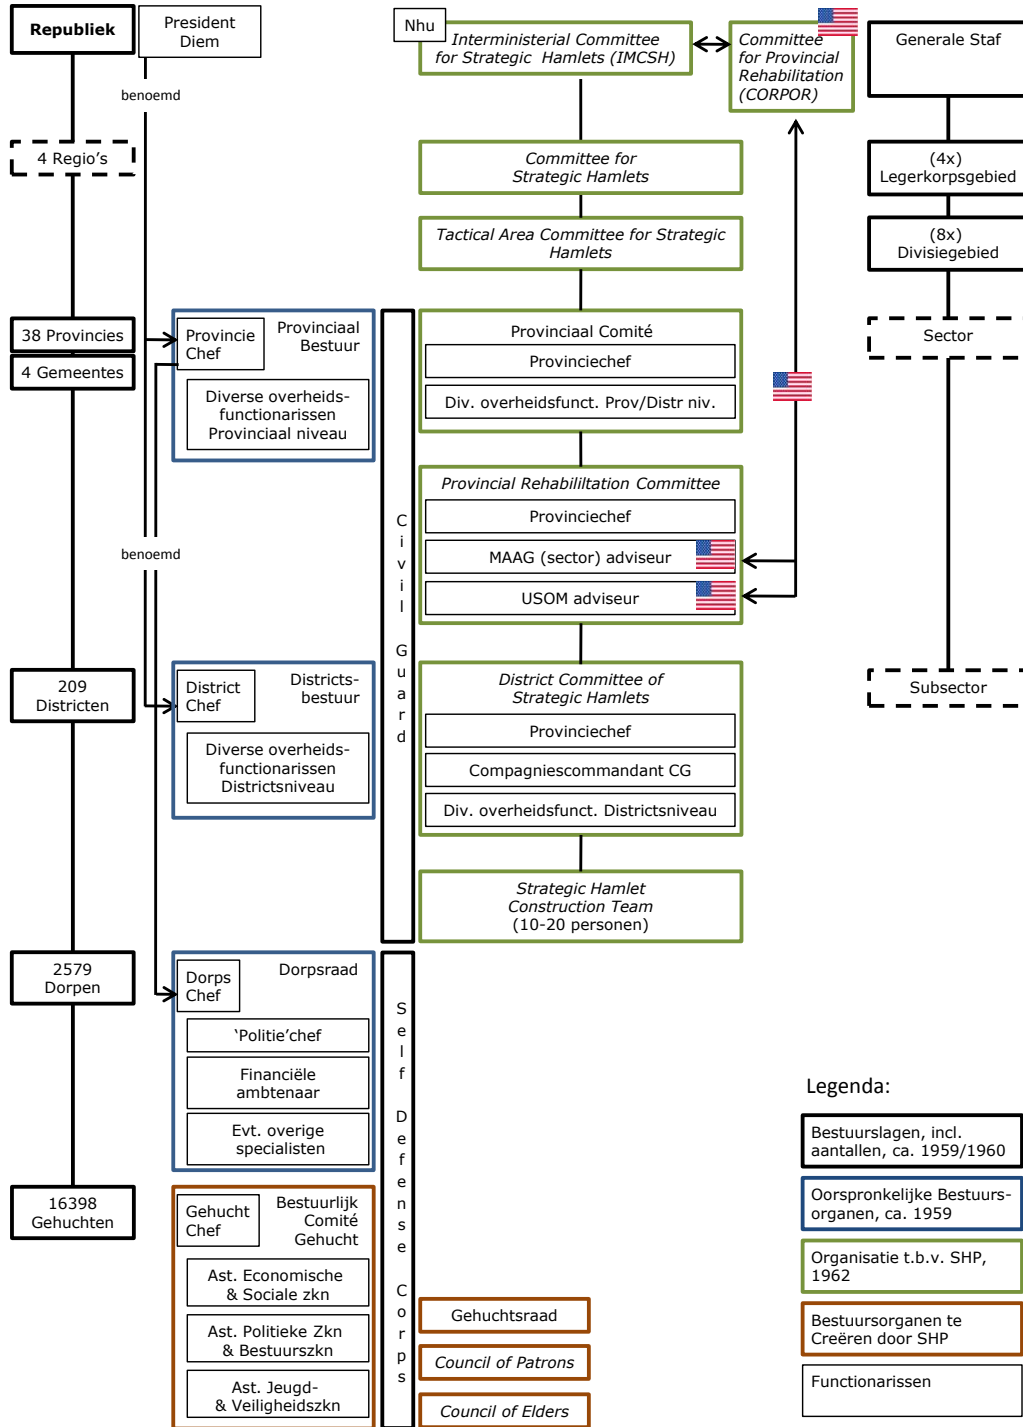 Republiek
President
Diem
benoemd
4 Regio’s
38 Provincies
4 Gemeentes
benoemd
209
Districten
2579
Dorpen
16398
Gehuchten
Provincie
Chef
Provinciaal
Bestuur
Diverse overheids-
functionarissen
Provinciaal niveau
District
Chef
Districts-
bestuur
Diverse overheids-
functionarissen
Districtsniveau
Dorps
Chef
Dorpsraad
‘Politie’chef
Financiële
ambtenaar
Evt. overige
specialisten
Gehucht
Chef
Bestuurlijk
Comité
Gehucht
Ast. Economische
& Sociale zkn
Ast. Politieke Zkn
& Bestuurszkn
Ast. Jeugd-
& Veiligheidszkn
Civil Guard
Self Defense Corps
Nhu
Interministerial Committee
for Strategic Hamlets (IMCSH)
Committee
for Provincial
Rehabilitation
(CORPOR)
Committee for
Strategic Hamlets
Tactical Area Committee for Strategic
Hamlets
Provinciaal Comité
Provinciechef
Div. overheidsfunct. Prov/Distr niv.
Provincial Rehabililtation Committee
Provinciechef
MAAG (sector) adviseur
USOM adviseur
District Committee of
Strategic Hamlets
Provinciechef
Compagniescommandant CG
Div. overheidsfunct. Districtsniveau
Strategic Hamlet
Construction Team
(10-20 personen)
Gehuchtsraad
Council of Patrons
Council of Elders
Generale Staf
(4x)
Legerkorpsgebied
(8x)
Divisiegebied
Sector
Subsector
Legenda:
Bestuurslagen, incl.
aantallen, ca. 1959/1960
Oorspronkelijke Bestuurs-
organen, ca. 1959
Organisatie t.b.v. SHP,
1962
Bestuursorganen te
Creëren door SHP
Functionarissen